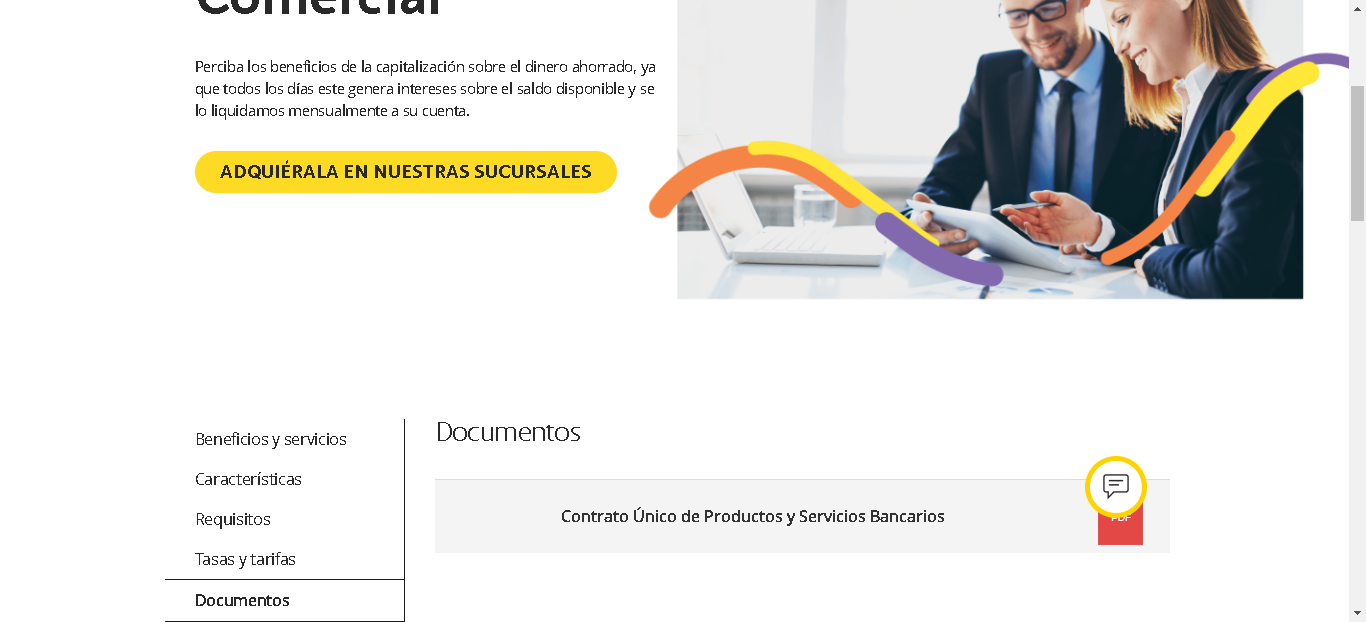 Comercial
Perciba los beneficios de la capitalización sobre el dinero ahorrado, ya
que todos los días este genera intereses sobre el saldo disponible y se
lo liquidamos mensualmente a su cuenta.
ADQUIÉRALA EN NUESTRAS SUCURSALES
Beneficios y servicios
Características
Requisitos
Tasas y tarifas
Documentos
Documentos
Contrato Único de Productos y Servicios Bancarios
PDF